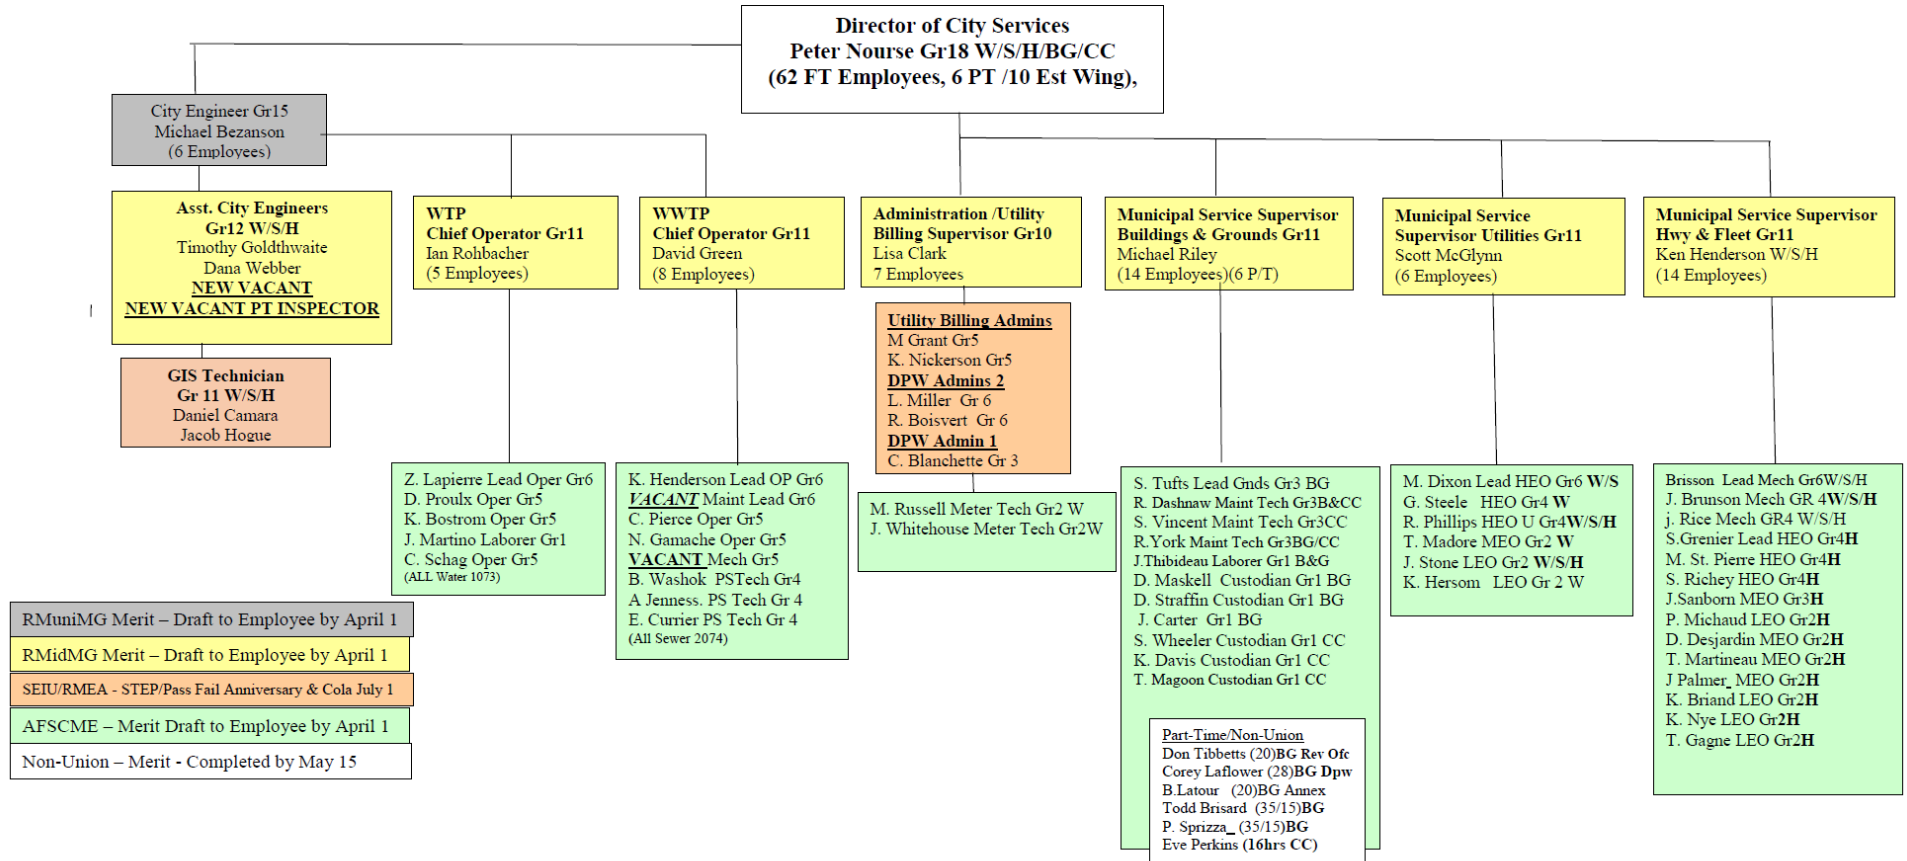 Director of City Services
Peter Nourse Gr18 W/S/H/BG/CC
(62 FT Employees, 6 PT /10 Est Wing),
City Engineer Gr15
Michael Bezanson
(6 Employees)
Asst. City Engineers
Gr12 W/S/H
Timothy Goldthwaite
Dana Webber
NEW VACANT
NEW VACANT PT INSPECTOR
GIS Technician
Gr 11 W/S/H
Daniel Camara
Jacob Hogue
WTP
Chief Operator Gr11
Ian Rohbacher
(5 Employees)
Z. Lapierre Lead Oper Gr6
D. Proulx Oper Gr5
K. Bostrom Oper Gr5
J. Martino Laborer Gr1
C. Schag Oper Gr5
(ALL Water 1073)
WWTP
Chief Operator Gr11
David Green
(8 Employees)
K. Henderson Lead OP Gr6
VACANT Maint Lead Gr6
C. Pierce Oper Gr5
N. Gamache Oper Gr5
VACANT Mech Gr5
B. Washok PSTech Gr4
A Jenness. PS Tech Gr 4
E. Currier PS Tech Gr 4
(All Sewer 2074)
Administration /Utility
Billing Supervisor Gr10
Lisa Clark
7 Employees
Utility Billing Admins
M Grant Gr5
K. Nickerson Gr5
DPW Admins 2
L. Miller Gr 6
R. Boisvert Gr 6
DPW Admin 1
C. Blanchette Gr 3
M. Russell Meter Tech Gr2 W
J. Whitehouse Meter Tech Gr2W
Municipal Service Supervisor
Buildings & Grounds Gr11
Michael Riley
(14 Employees)(6 P/T)
S. Tufts Lead Gnds Gr3 BG
R. Dashnaw Maint Tech Gr3B&CC
S. Vincent Maint Tech Gr3CC
R.York Maint Tech Gr3BG/CC
J.Thibideau Laborer Gr1 B&G
D. Maskell Custodian Gr1 BG
D. Straffin Custodian Gr1 BG
J. Carter Gr1 BG
S. Wheeler Custodian Gr1 CC
K. Davis Custodian Gr1 CC
T. Magoon Custodian Gr1 CC
Part-Time/Non-Union
Don Tibbetts (20)BG Rev Ofc
Corey Laflower (28)BG Dpw
B.Latour (20)BG Annex
Todd Brisard (35/15)BG
P. Sprizza_ (35/15)BG
Eve Perkins (16hrs CC)
Municipal Service
Supervisor Utilities Gr11
Scott McGlynn
(6 Employees)
M. Dixon Lead HEO Gr6 W/S
G. Steele HEO Gr4 W
R. Phillips HEO U Gr4W/S/H
T. Madore MEO Gr2 W
J. Stone LEO Gr2 W/S/H
K. Hersom LEO Gr 2 W
Municipal Service Supervisor
Hwy & Fleet Gr11
Ken Henderson W/S/H
(14 Employees)
Brisson Lead Mech Gr6W/S/H
J. Brunson Mech GR 4W/S/H
j. Rice Mech GR4 W/S/H
S.Grenier Lead HEO Gr4H
M. St. Pierre HEO Gr4H
S. Richey HEO Gr4H
J.Sanborn MEO Gr3H
P. Michaud LEO Gr2H
D. Desjardin MEO Gr2H
T. Martineau MEO Gr2H
J Palmer_ MEO Gr2H
K. Briand LEO Gr2H
K. Nye LEO Gr2H
T. Gagne LEO Gr2H
RMuniMG Merit – Draft to Employee by April 1
RMidMG Merit – Draft to Employee by April 1
SEIU/RMEA - STEP/Pass Fail Anniversary & Cola July 1
AFSCME – Merit Draft to Employee by April 1
Non-Union – Merit - Completed by May 15